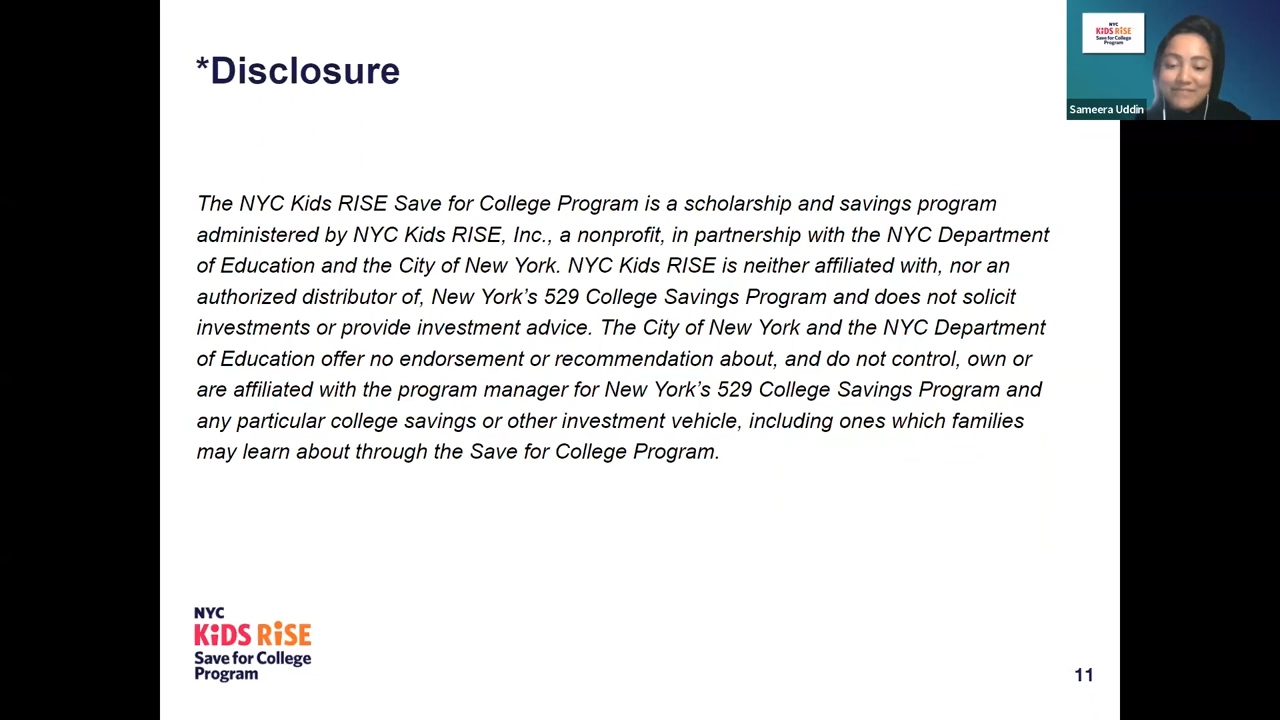 *Disclosure
NYC
KiDS RiSE
Save for College
Program
Sameera Uddin
The NYC Kids RISE Save for College Program is a scholarship and savings program
administered by NYC Kids RISE, Inc., a nonprofit, in partnership with the NYC Department
of Education and the City of New York. NYC Kids RISE is neither affiliated with, nor an
authorized distributor of, New York’s 529 College Savings Program and does not solicit
investments or provide investment advice. The City of New York and the NYC Department
of Education offer no endorsement or recommendation about, and do not control, own or
are affiliated with the program manager for New York’s 529 College Savings Program and
any particular college savings or other investment vehicle, including ones which families
may learn about through the Save for College Program.
NYC
KiDS RiSE
Save for College
Program
11